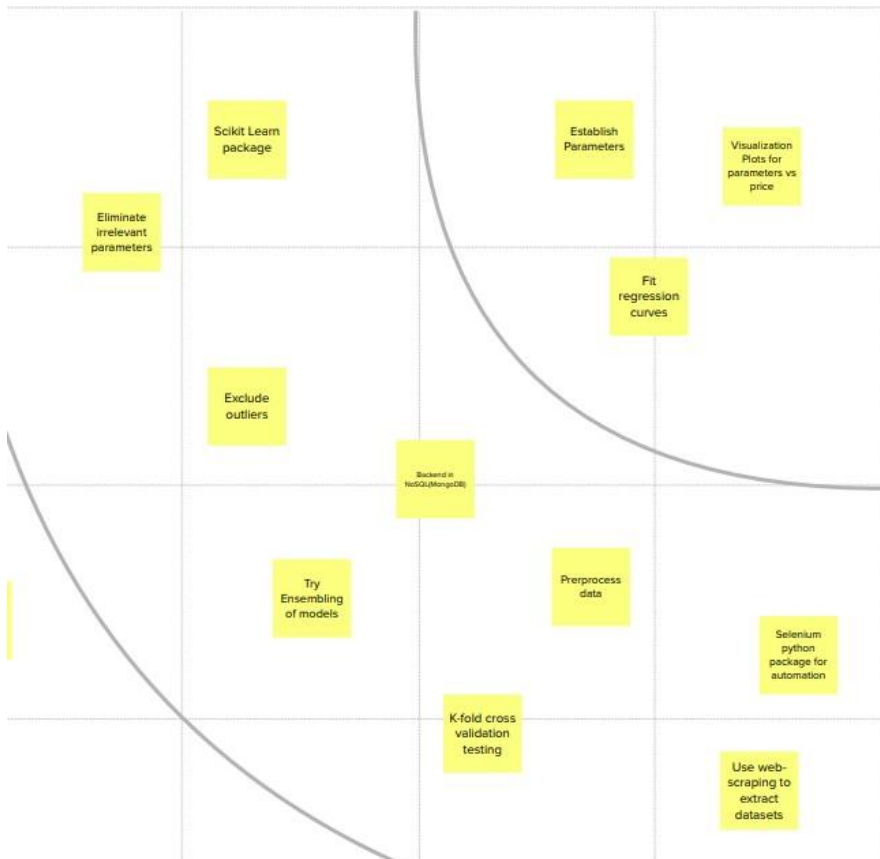 Scikit Learn
package
Establish
Parameters
Visualization
Plots for
parameters vs
price
Eliminate
irrelevant
parameters
Fit
regression
curves
Exclude
outliers
Backend in
NoSQL(MongoDB)
Try
Ensembling
of models
Prerprocess
data
Selenium
python
package for
automation
K-fold cross
validation
testing
Use web-
scraping to
extract
datasets